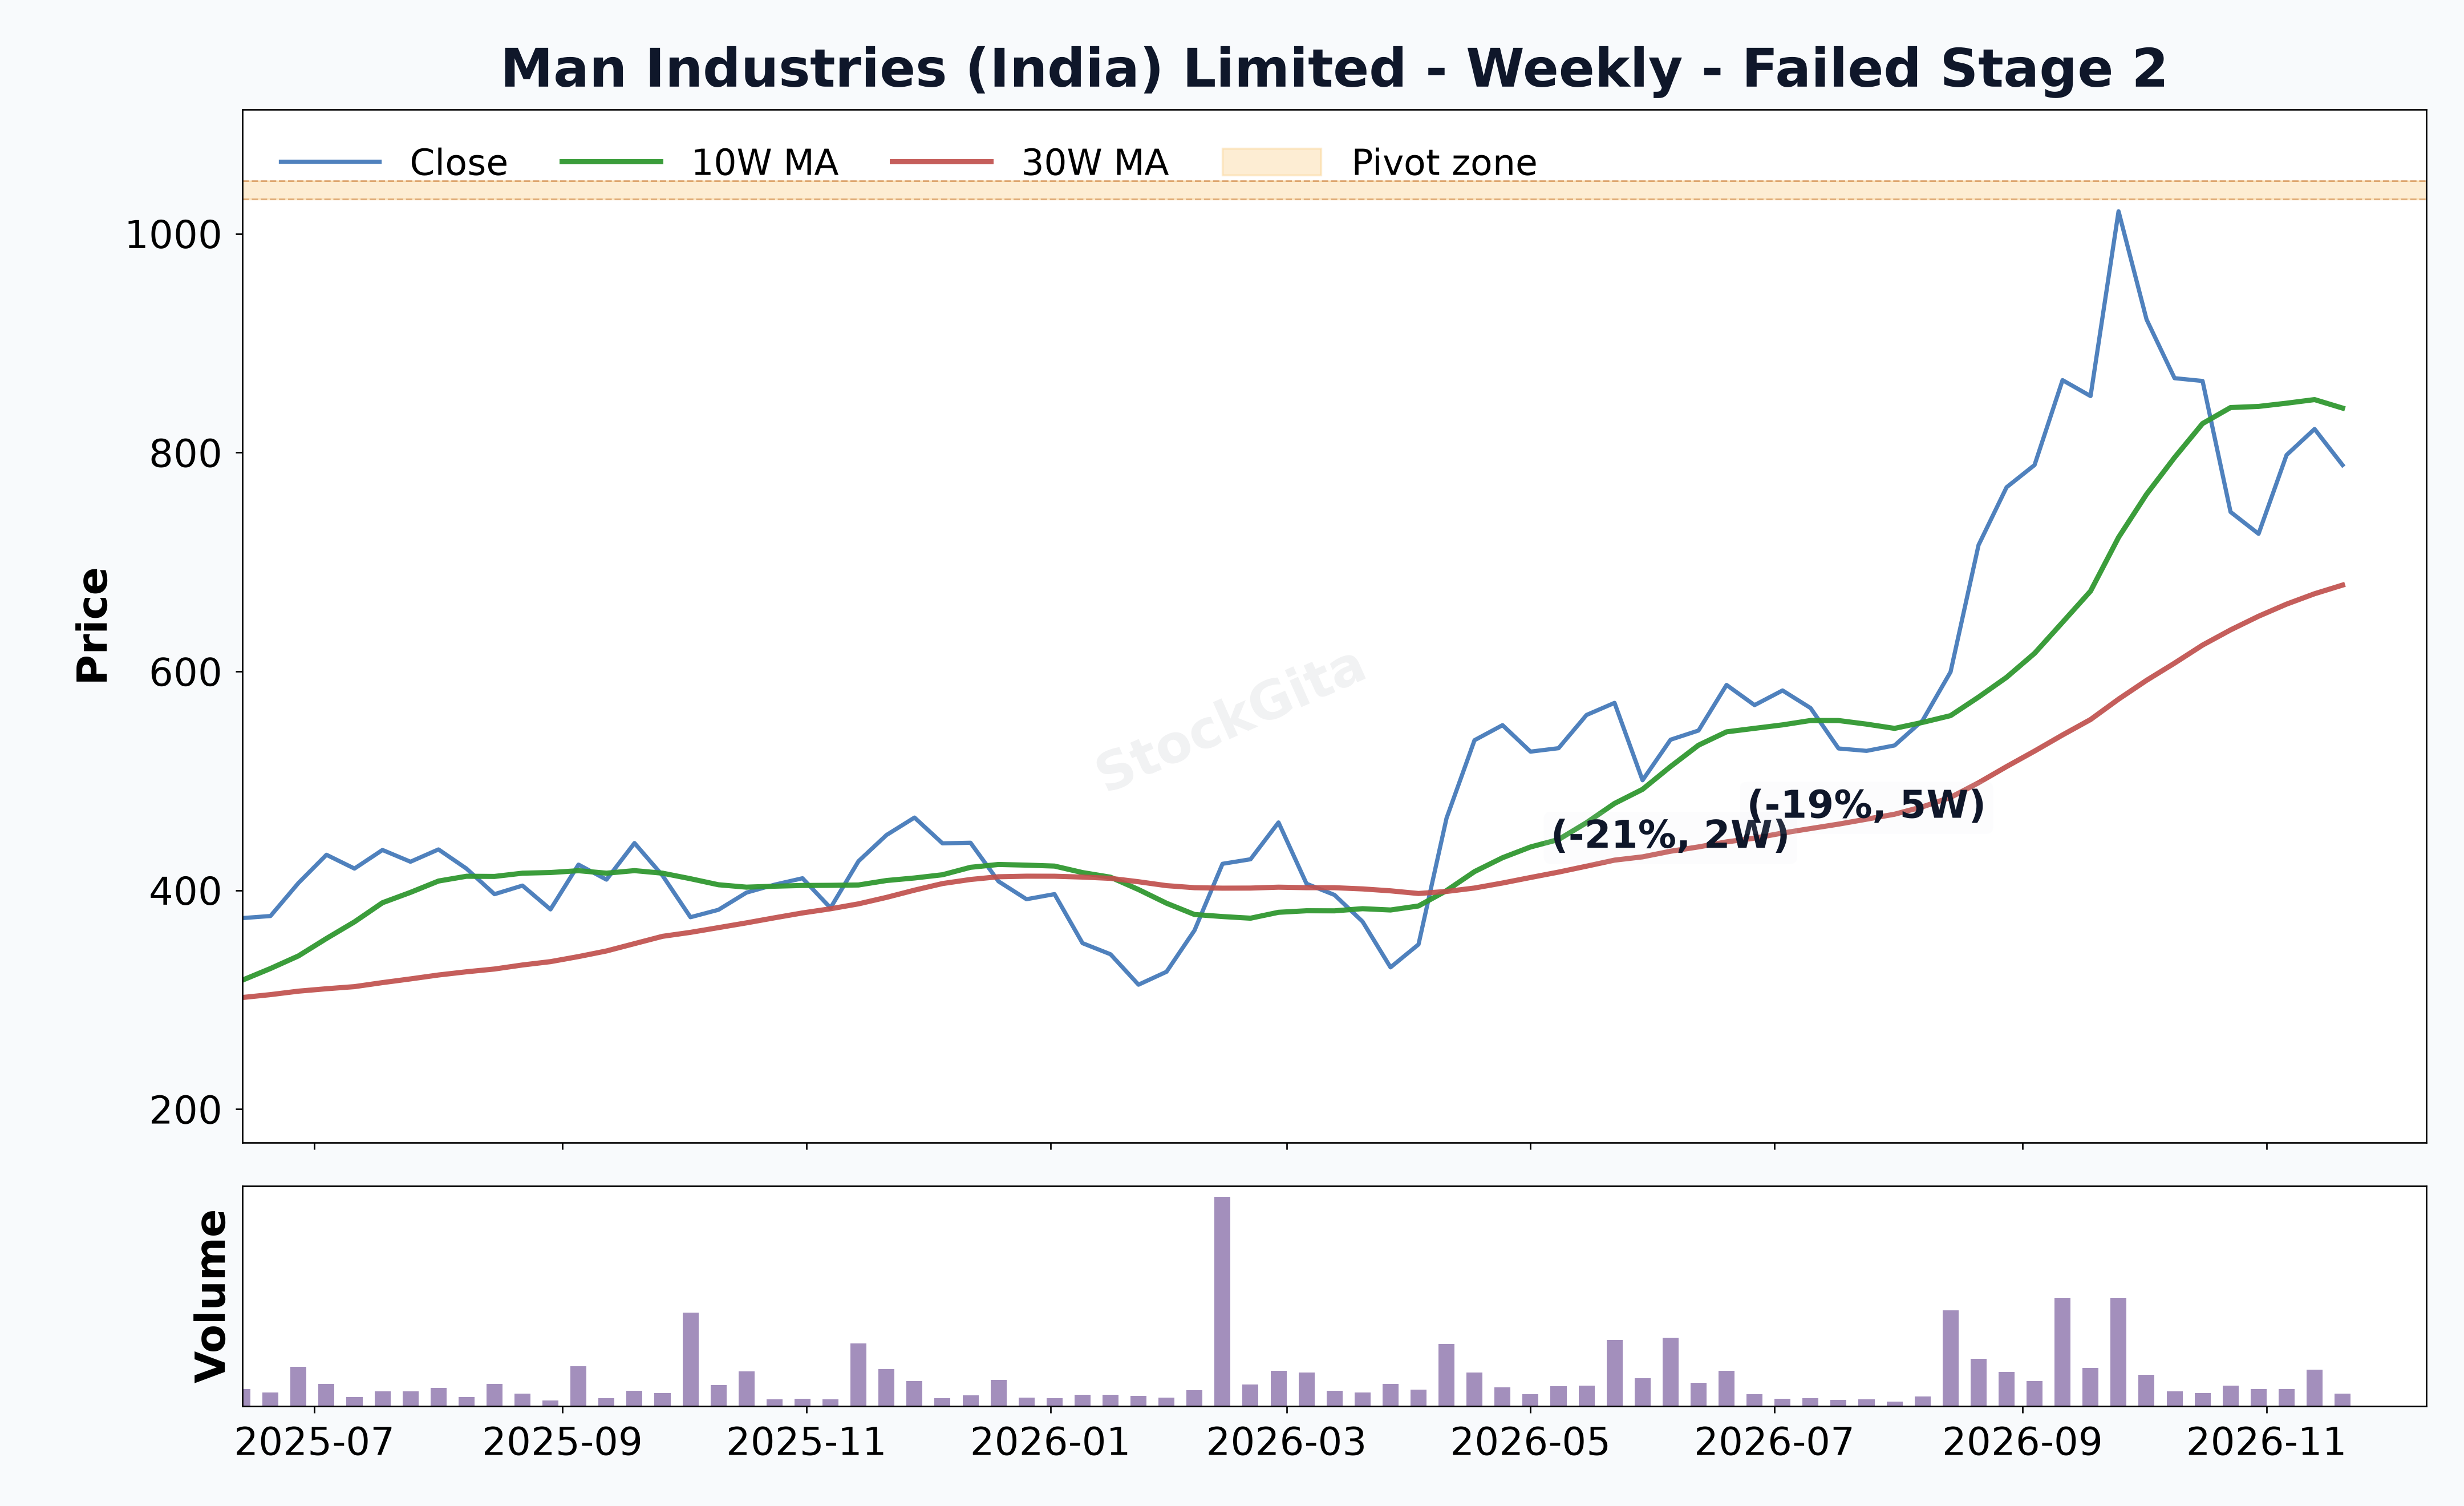 Man Industries (India) Limited - Weekly - Failed Stage 2
Close 10W MA 30W MA Pivot zone
1000
800
600
400
200
Price
StockGita
(-19%, 5W)
(-21%, 2W)
Volume
2025-07 2025-09 2025-11 2026-01 2026-03 2026-05 2026-07 2026-09 2026-11